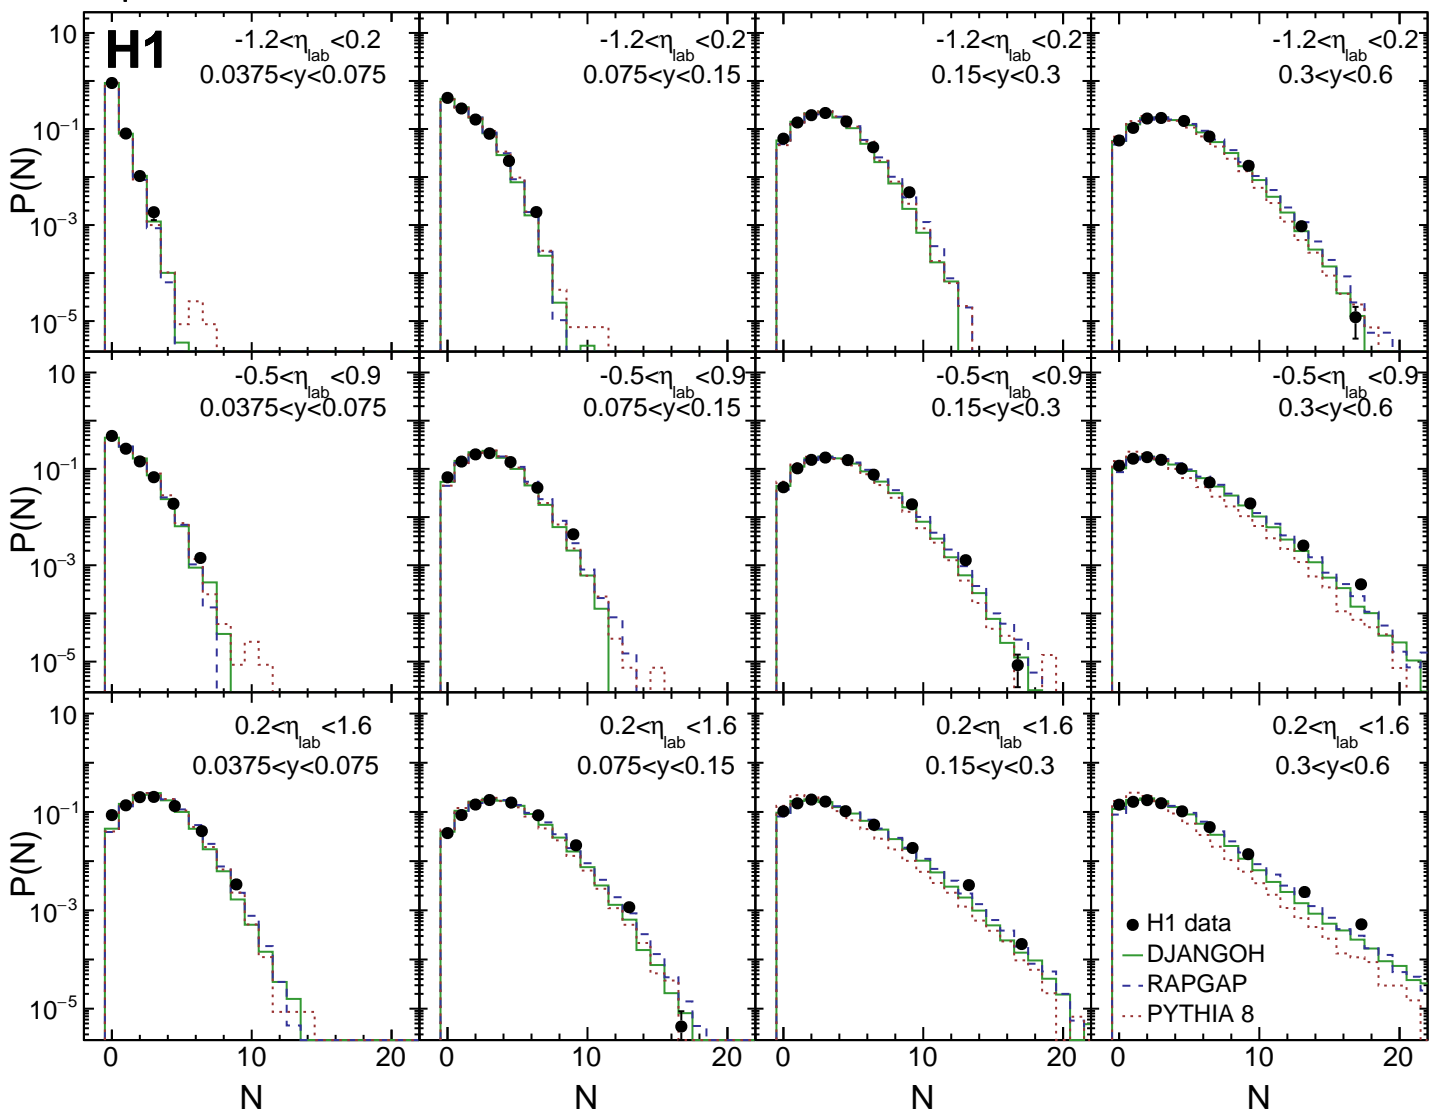 H1
-1.2<η_lab<0.2
0.0375<y<0.075
-1.2<η_lab<0.2
0.075<y<0.15
-1.2<η_lab<0.2
0.15<y<0.3
-1.2<η_lab<0.2
0.3<y<0.6
P(N)
10
10⁻¹
10⁻³
10⁻⁵
-0.5<η_lab<0.9
0.0375<y<0.075
-0.5<η_lab<0.9
0.075<y<0.15
-0.5<η_lab<0.9
0.15<y<0.3
-0.5<η_lab<0.9
0.3<y<0.6
P(N)
10
10⁻¹
10⁻³
10⁻⁵
0.2<η_lab<1.6
0.0375<y<0.075
0.2<η_lab<1.6
0.075<y<0.15
0.2<η_lab<1.6
0.15<y<0.3
0.2<η_lab<1.6
0.3<y<0.6
P(N)
10
10⁻¹
10⁻³
10⁻⁵
H1 data
DJANGOH
RAPGAP
PYTHIA 8
0 10 20 0 10 20 0 10 20 0 10 20
N N N N